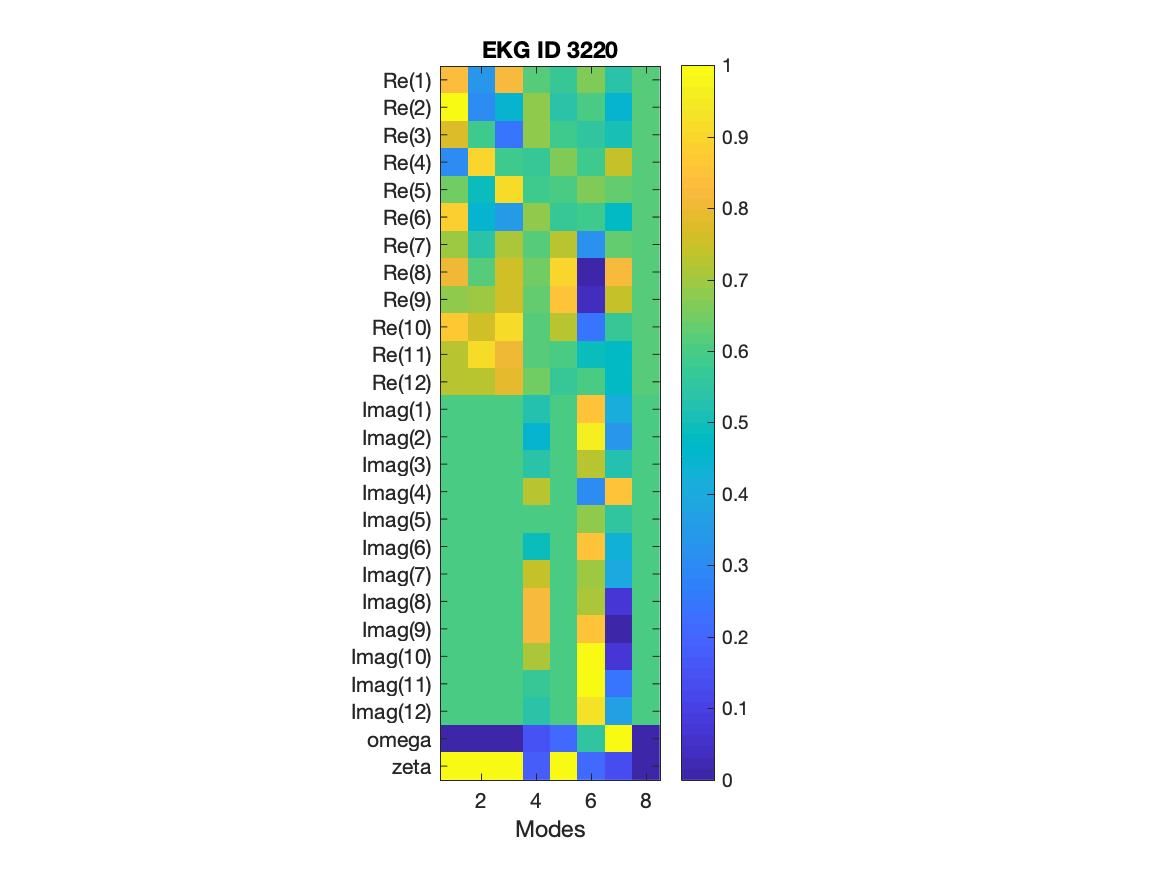 EKG ID 3220
Re(1)
Re(2)
Re(3)
Re(4)
Re(5)
Re(6)
Re(7)
Re(8)
Re(9)
Re(10)
Re(11)
Re(12)
Imag(1)
Imag(2)
Imag(3)
Imag(4)
Imag(5)
Imag(6)
Imag(7)
Imag(8)
Imag(9)
Imag(10)
Imag(11)
Imag(12)
omega
zeta
2 4 6 8
Modes
1
0.9
0.8
0.7
0.6
0.5
0.4
0.3
0.2
0.1
0